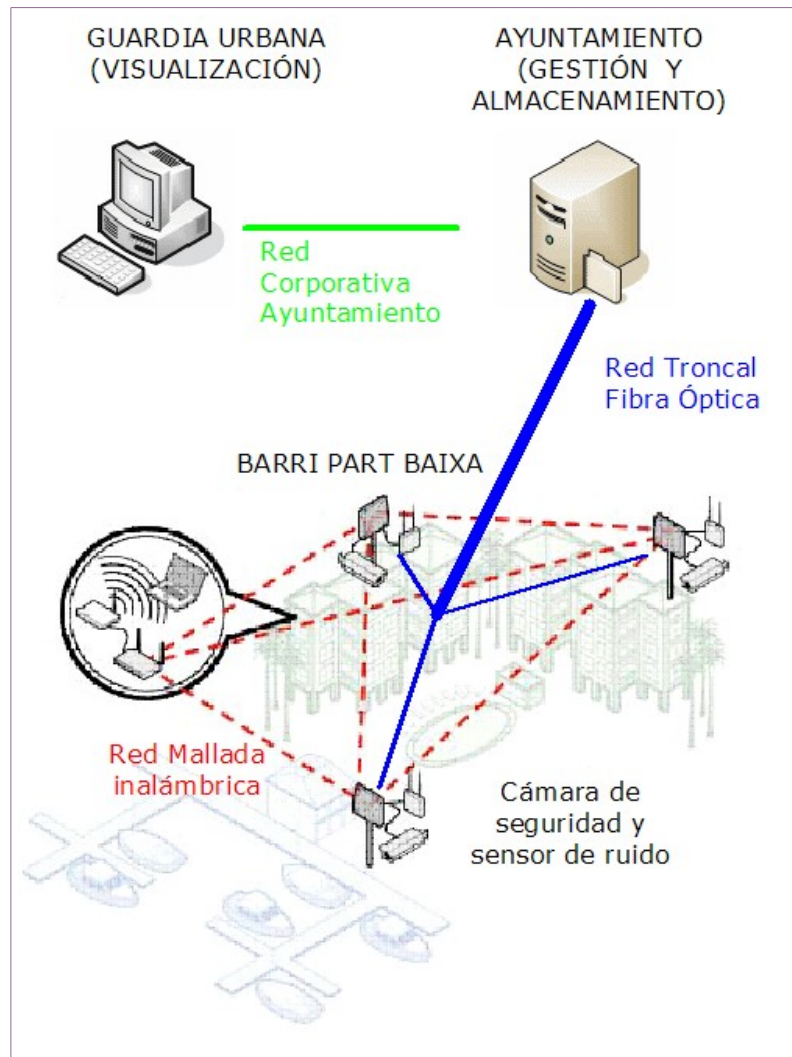 GUARDIA URBANA
(VISUALIZACIÓN)
AYUNTAMIENTO
(GESTIÓN Y
ALMACENAMIENTO)
Red
Corporativa
Ayuntamiento
Red Troncal
Fibra Óptica
BARRI PART BAIXA
Red Mallada
inalámbrica
Cámara de
seguridad y
sensor de ruido